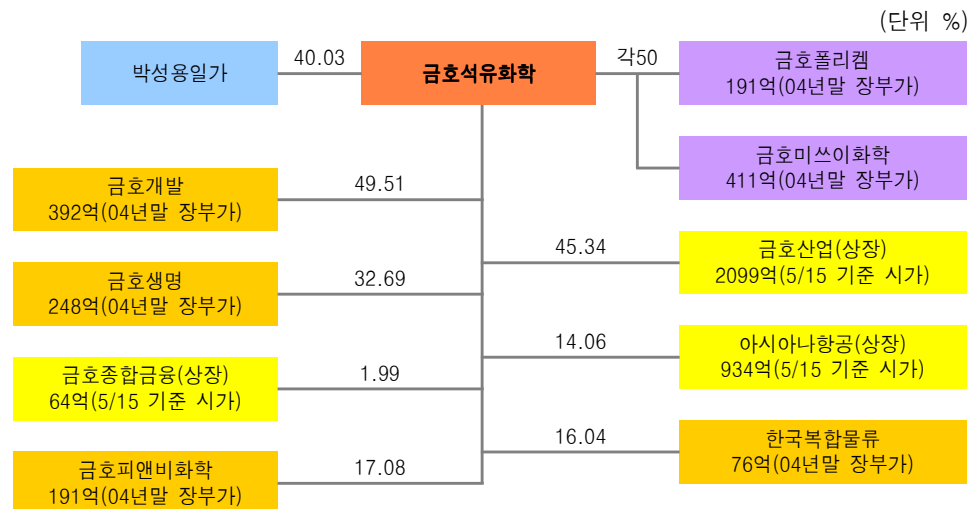 (단위 %)
박성용일가
40.03
금호석유화학
각50
금호폴리켐
191억(04년말 장부가)
금호미쓰이화학
411억(04년말 장부가)
금호개발
392억(04년말 장부가)
49.51
45.34
금호산업(상장)
2099억(5/15 기준 시가)
금호생명
248억(04년말 장부가)
32.69
14.06
아시아나항공(상장)
934억(5/15 기준 시가)
금호종합금융(상장)
64억(5/15 기준 시가)
1.99
16.04
한국복합물류
76억(04년말 장부가)
금호피앤비화학
191억(04년말 장부가)
17.08